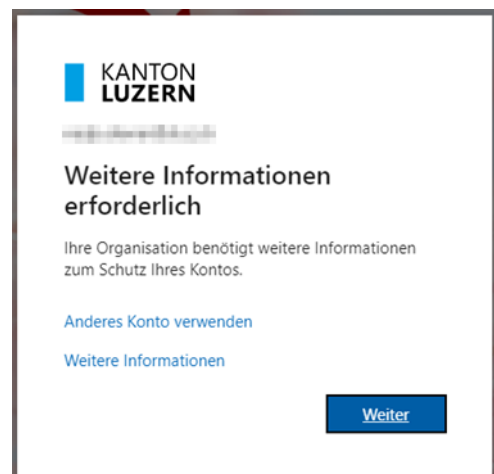 KANTON
LUZERN
Weitere Informationen
erforderlich
Ihre Organisation benötigt weitere Informationen
zum Schutz Ihres Kontos.
Anderes Konto verwenden
Weitere Informationen
Weiter